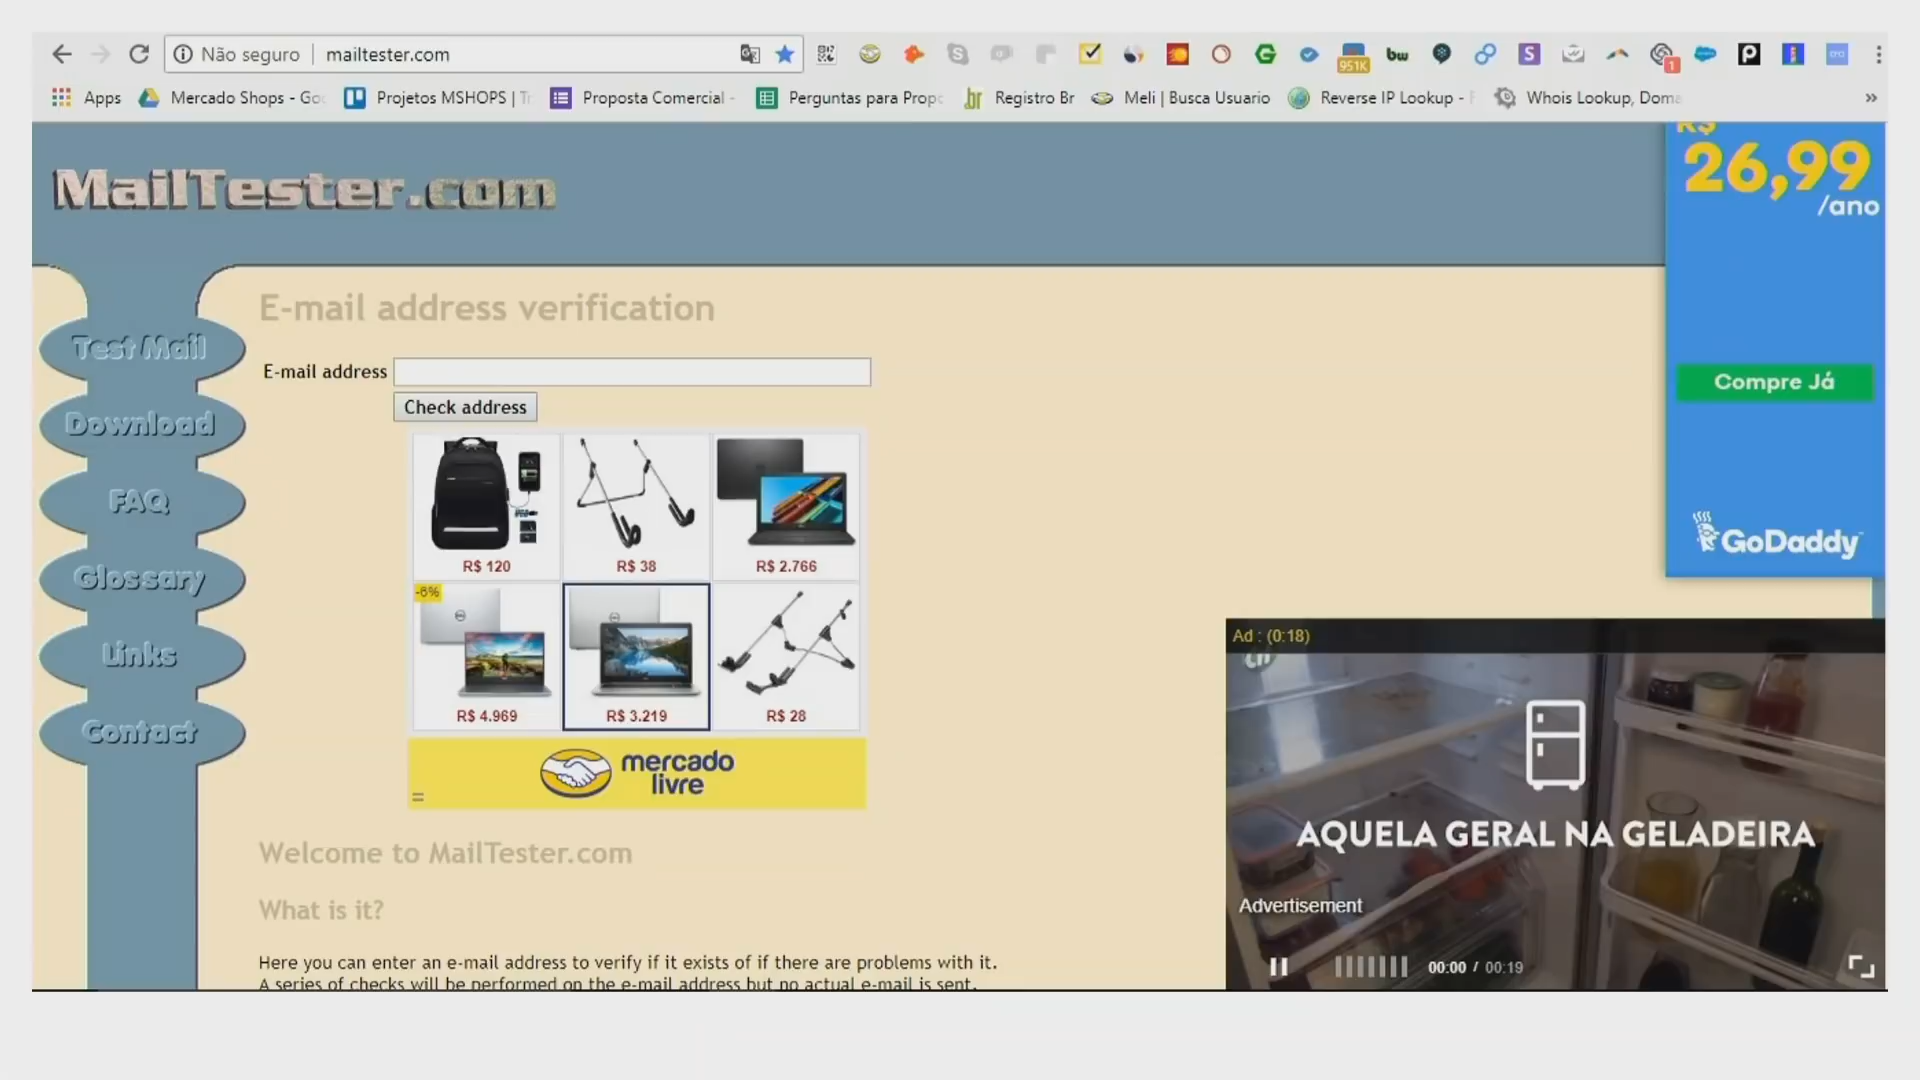 Não seguro mailtester.com
951K
bw
1
Apps Mercado Shops - Projetos MSHOPS | Proposta Comercial - Perguntas para Registro Br Meli | Busca Usuario Reverse IP Lookup - Whois Lookup,
R$
26,99
/ano
MailTester.com
E-mail address verification
Test Mail
E-mail address
Compre Já
Check address
Download
FAQ
GoDaddy
R$ 120 R$ 38 R$ 2.766
Glossary
-6%
Ad : (0:18)
Links
R$ 4.969 R$ 3.219 R$ 28
Contact
mercado
livre
AQUELA GERAL NA GELADEIRA
Welcome to MailTester.com
Advertisement
What is it?
Here you can enter an e-mail address to verify if it exists of if there are problems with it.
00:00 / 00:19
A series of checks will be performed on the e-mail address but no actual e-mail is sent.